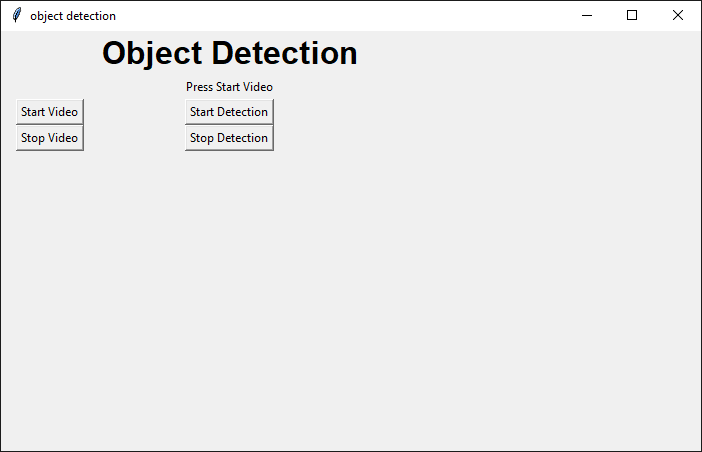 object detection
Object Detection
Press Start Video
Start Video Start Detection
Stop Video Stop Detection